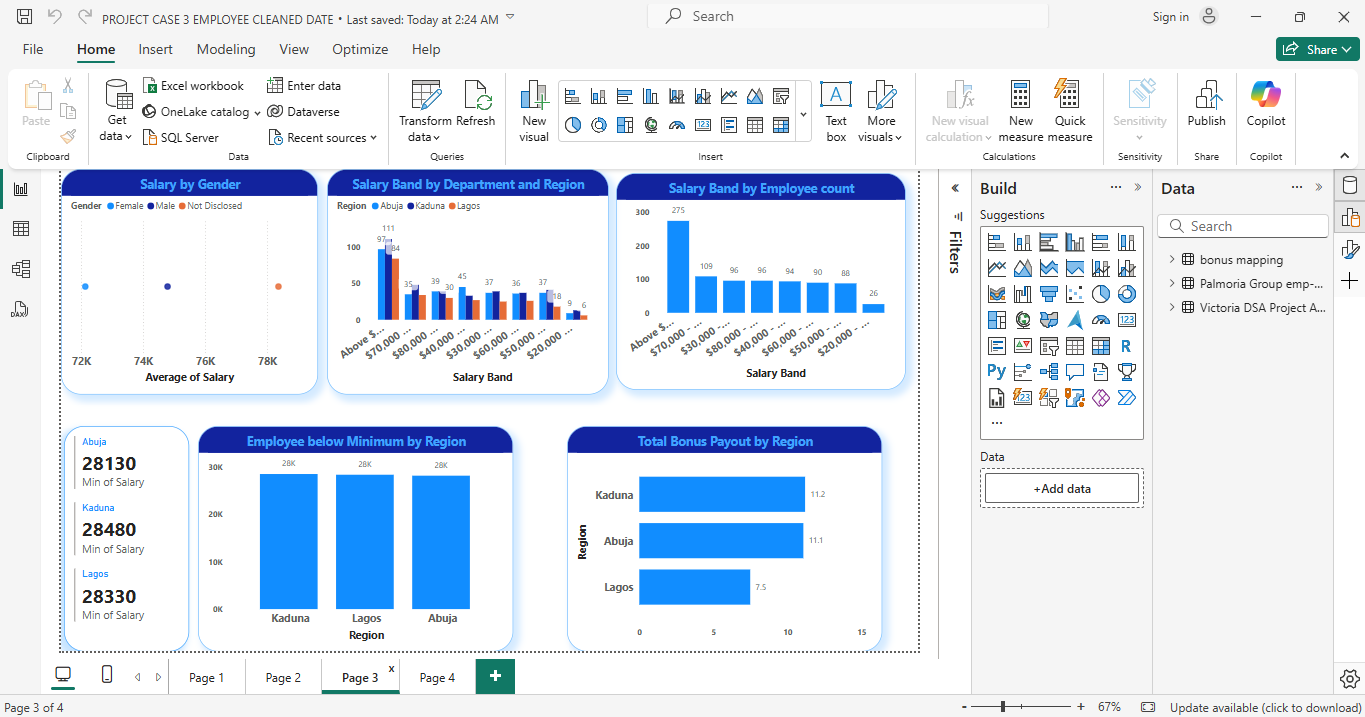 PROJECT CASE 3 EMPLOYEE CLEANED DATE • Last saved: Today at 2:24 AM
Search
Sign in
File
Home
Insert
Modeling
View
Optimize
Help
Share
Paste
Get data
Excel workbook
OneLake catalog
SQL Server
Enter data
Dataverse
Recent sources
Transform data
Refresh
New visual
Text box
More visuals
New visual calculation
New measure
Quick measure
Sensitivity
Publish
Copilot
Clipboard
Data
Queries
Insert
Calculations
Sensitivity
Share
Copilot
Salary by Gender
Gender Female Male Not Disclosed
72K 74K 76K 78K
Average of Salary
Salary Band by Department and Region
Region Abuja Kaduna Lagos
100
50
0
97 111 84 35 39 30 45 37 36 37 18 9 6
Above $... $70,000 -... $80,000 -... $40,000 -... $30,000 -... $60,000 -... $50,000 -... $20,000 -...
Salary Band
Salary Band by Employee count
300
200
100
0
275 109 96 96 94 90 88 26
Above $... $70,000 -... $30,000 -... $80,000 -... $40,000 -... $60,000 -... $50,000 -... $20,000 -...
Salary Band
Abuja
28130
Min of Salary
Kaduna
28480
Min of Salary
Lagos
28330
Min of Salary
Employee below Minimum by Region
30K
20K
10K
0K
28K 28K 28K
Kaduna Lagos Abuja
Region
Total Bonus Payout by Region
Region
Kaduna 11.2
Abuja 11.1
Lagos 7.5
0 5 10 15
Filters
Build
Suggestions
123
R
Py
123
...
Data
+Add data
Data
Search
bonus mapping
Palmoria Group emp-...
Victoria DSA Project A...
Page 1
Page 2
Page 3
x
Page 4
+
Page 3 of 4
- + 67%
Update available (click to download)